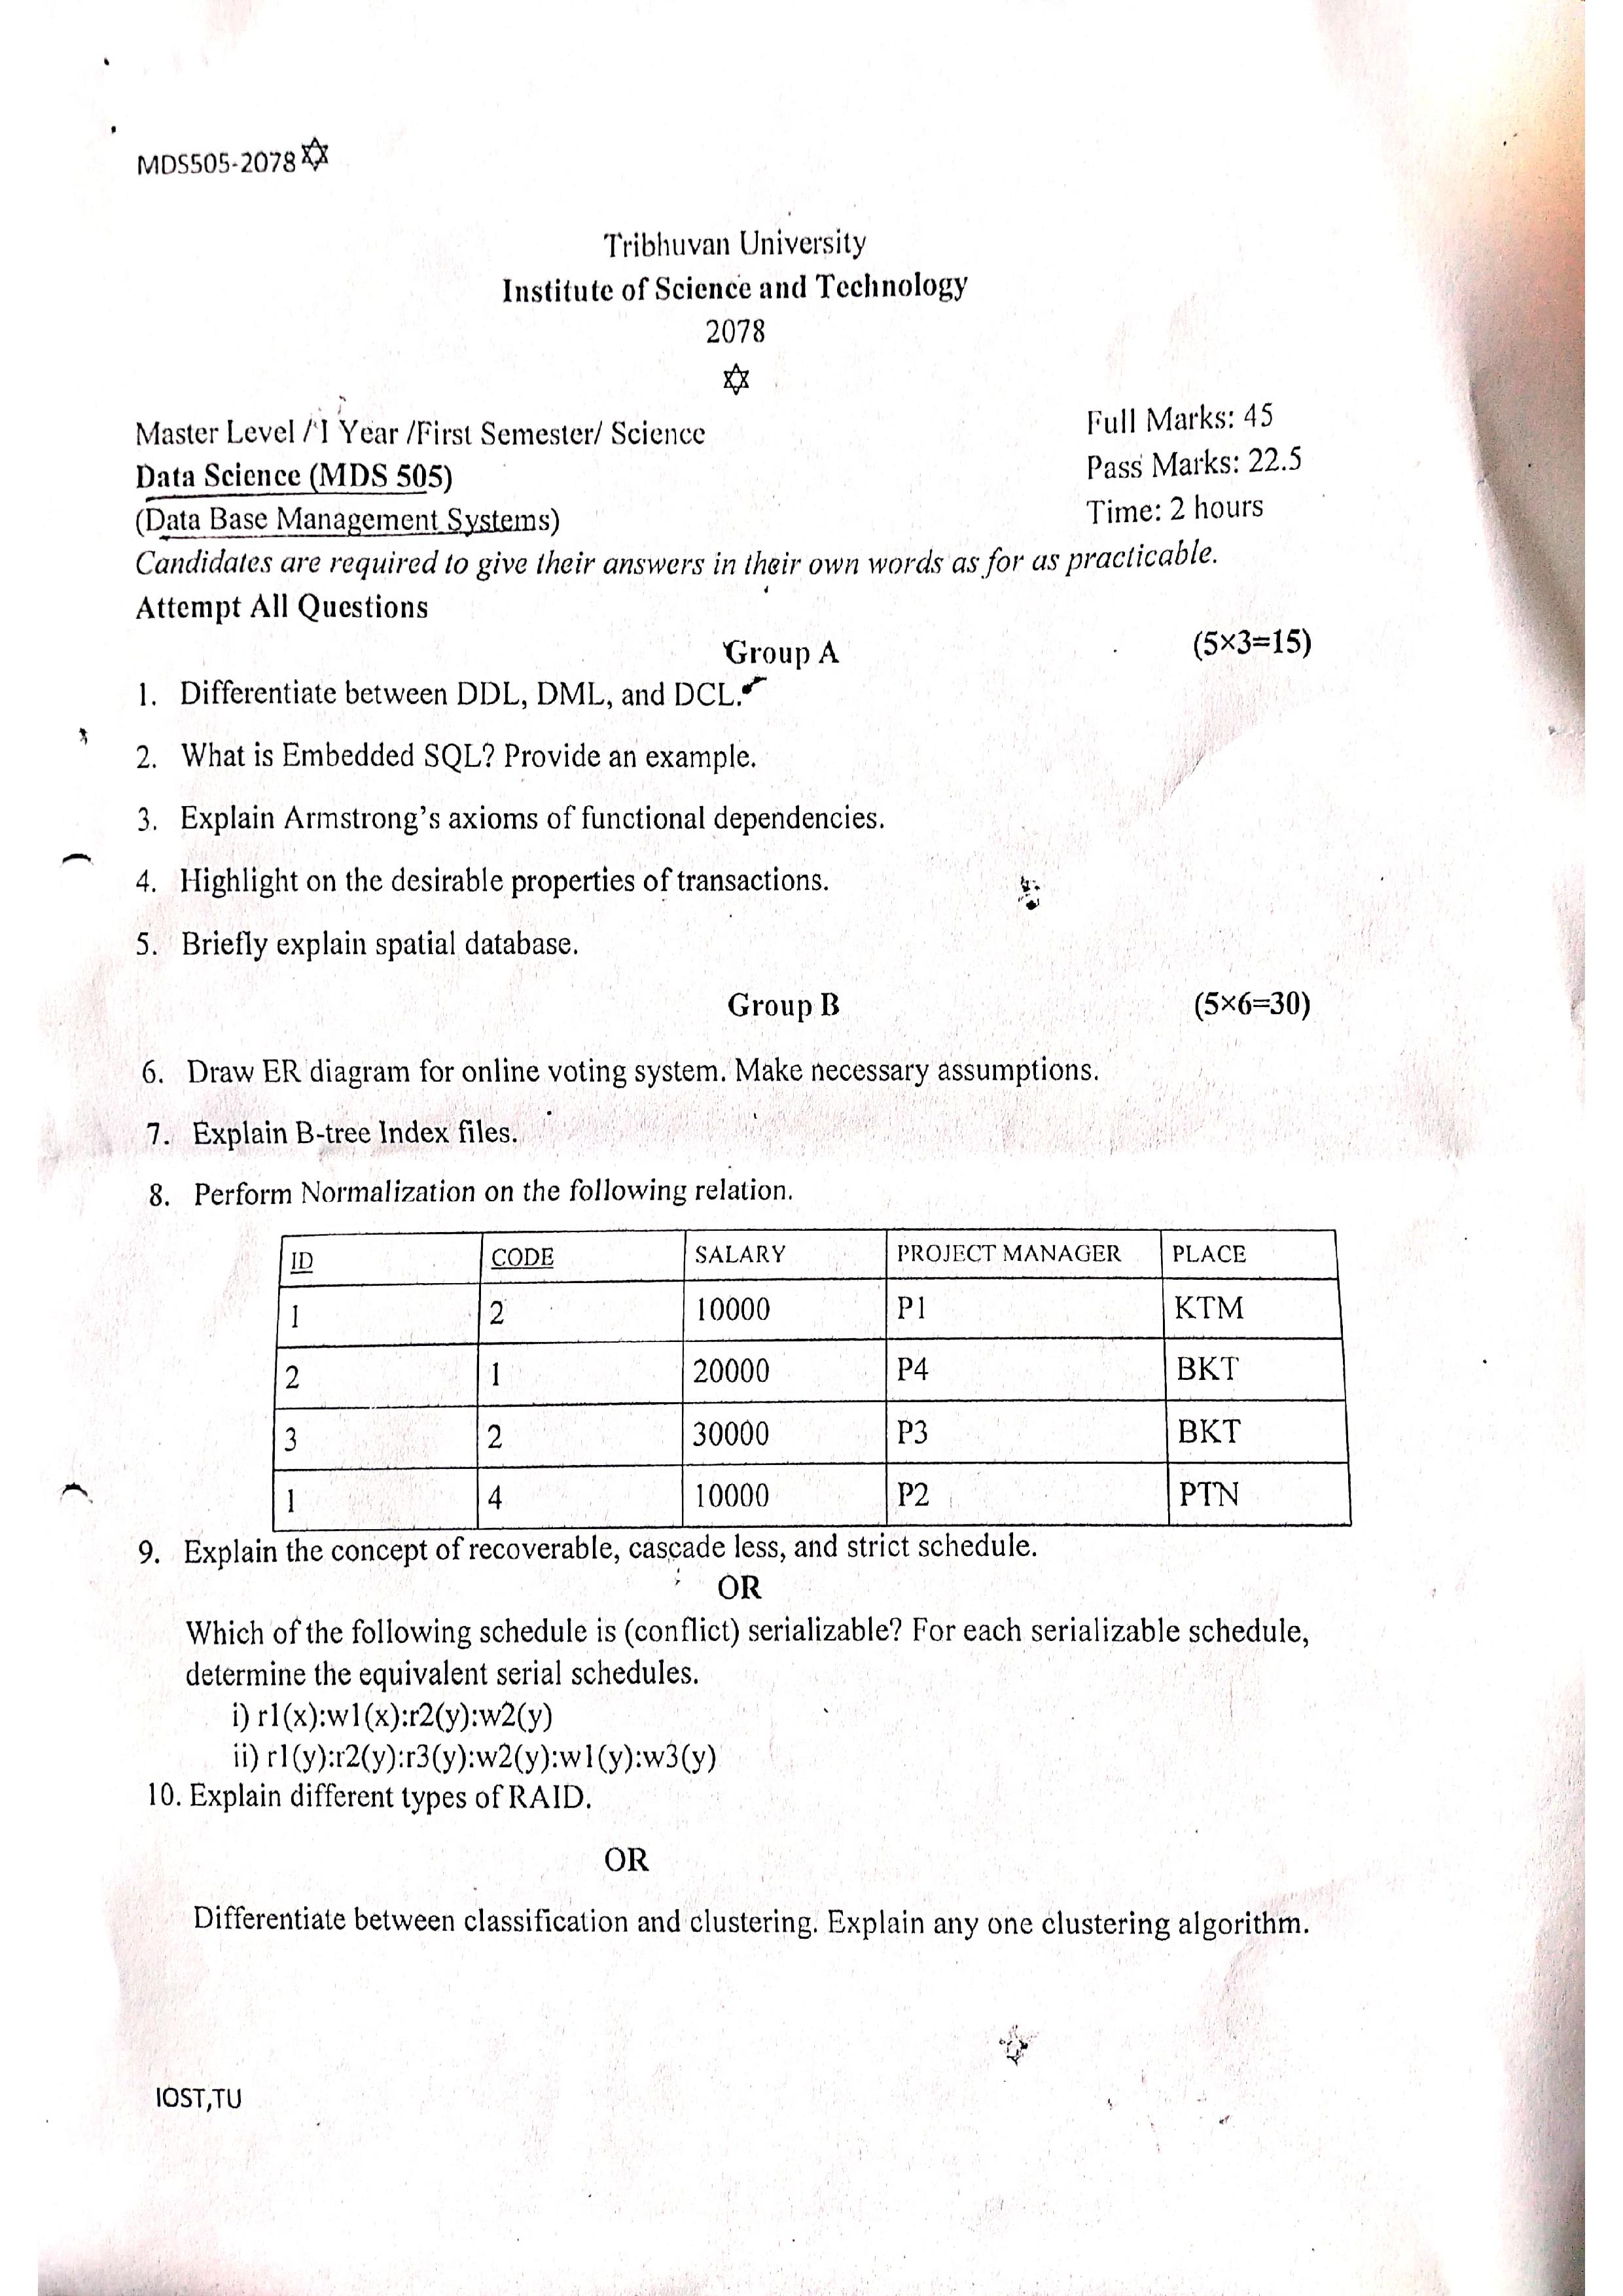 MDS505-2078✡
Tribhuvan University
Institute of Science and Technology
2078
✡
Master Level / I Year /First Semester/ Science
Full Marks: 45
Data Science (MDS 505)
Pass Marks: 22.5
(Data Base Management Systems)
Time: 2 hours
Candidates are required to give their answers in their own words as for as practicable.
Attempt All Questions
Group A (5×3=15)
1. Differentiate between DDL, DML, and DCL.
2. What is Embedded SQL? Provide an example.
3. Explain Armstrong's axioms of functional dependencies.
4. Highlight on the desirable properties of transactions.
5. Briefly explain spatial database.
Group B (5×6=30)
6. Draw ER diagram for online voting system. Make necessary assumptions.
7. Explain B-tree Index files.
8. Perform Normalization on the following relation.
ID CODE SALARY PROJECT MANAGER PLACE
1 2 10000 P1 KTM
2 1 20000 P4 BKT
3 2 30000 P3 BKT
1 4 10000 P2 PTN
9. Explain the concept of recoverable, cascade less, and strict schedule.
OR
Which of the following schedule is (conflict) serializable? For each serializable schedule,
determine the equivalent serial schedules.
i) r1(x):w1(x):r2(y):w2(y)
ii) r1(y):r2(y):r3(y):w2(y):w1(y):w3(y)
10. Explain different types of RAID.
OR
Differentiate between classification and clustering. Explain any one clustering algorithm.
IOST,TU